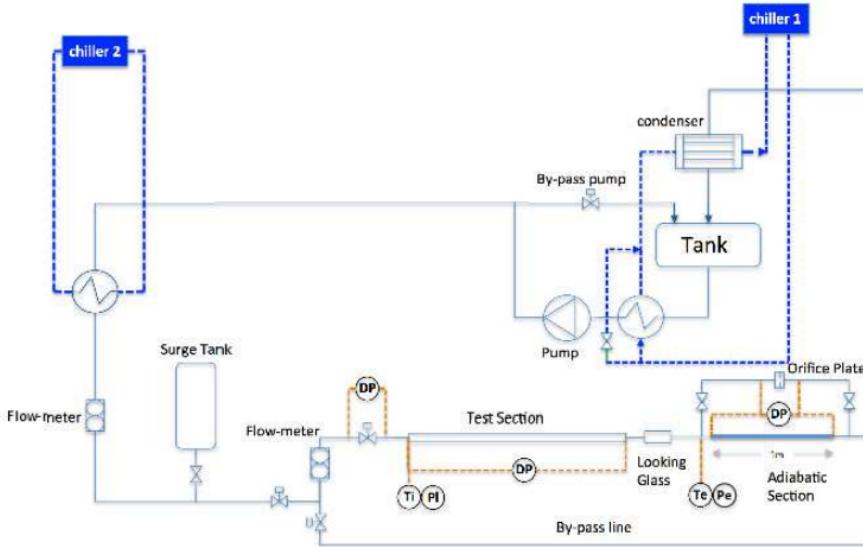 chiller 1
chiller 2
condenser
By-pass pump
Tank
Pump
Surge Tank
Orifice Plate
Flow-meter
DP
Test Section
DP
Flow-meter
DP
Looking
Glass
1m
Adiabatic
Section
Ti
PI
Te
Pe
By-pass line